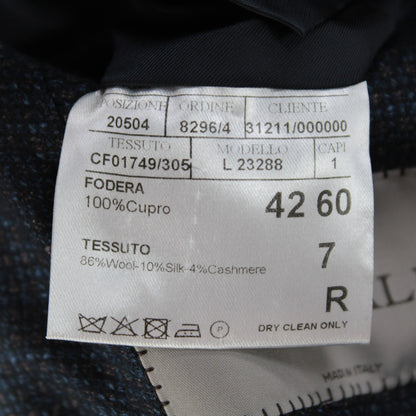 POSIZIONE ORDINE CLIENTE
20504 8296/4 31211/000000
TESSUTO MODELLO CAPI
CF01749/305 L 23288 1
FODERA
100%Cupro
42 60
TESSUTO
86%Wool-10%Silk-4%Cashmere
7
R
P
DRY CLEAN ONLY
MADE IN ITALY